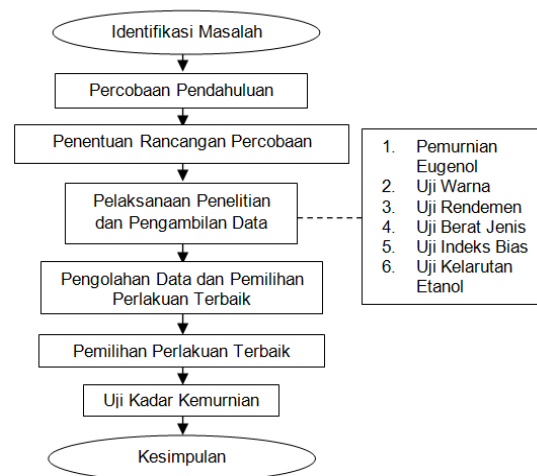 Identifikasi Masalah
Percobaan Pendahuluan
Penentuan Rancangan Percobaan
Pelaksanaan Penelitian
dan Pengambilan Data
1. Pemurnian
Eugenol
2. Uji Warna
3. Uji Rendemen
4. Uji Berat Jenis
5. Uji Indeks Bias
6. Uji Kelarutan
Etanol
Pengolahan Data dan Pemilihan
Perlakuan Terbaik
Pemilihan Perlakuan Terbaik
Uji Kadar Kemurnian
Kesimpulan